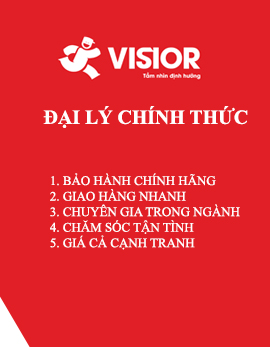 VISIOR
Tầm nhìn định hướng
ĐẠI LÝ CHÍNH THỨC
1. BẢO HÀNH CHÍNH HÃNG
2. GIAO HÀNG NHANH
3. CHUYÊN GIA TRONG NGÀNH
4. CHĂM SÓC TẬN TÌNH
5. GIÁ CẢ CẠNH TRANH